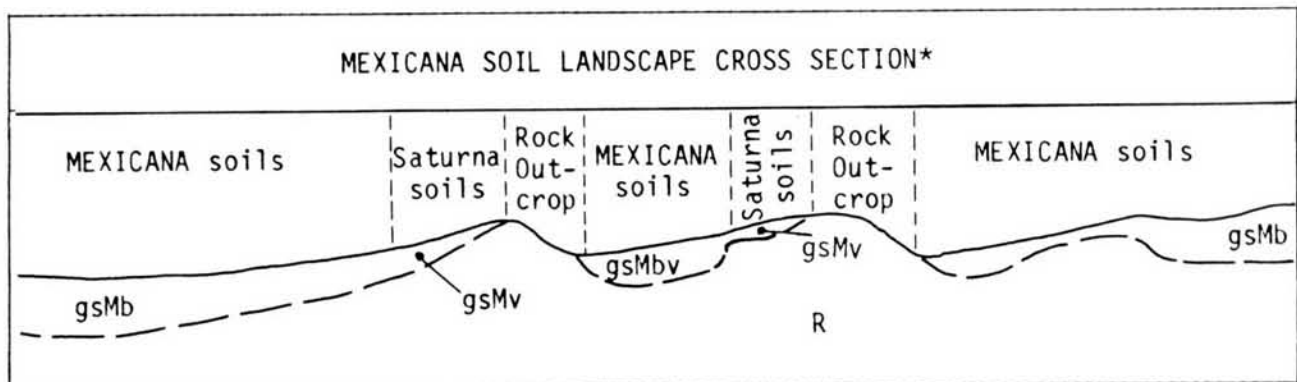 MEXICANA SOIL LANDSCAPE CROSS SECTION*
MEXICANA soils
Saturna
soils
Rock
Out-
crop
MEXICANA
soils
Saturna
soils
Rock
Out-
crop
MEXICANA soils
gsMb
gsMv
gsMbv
gsMv
gsMb
R